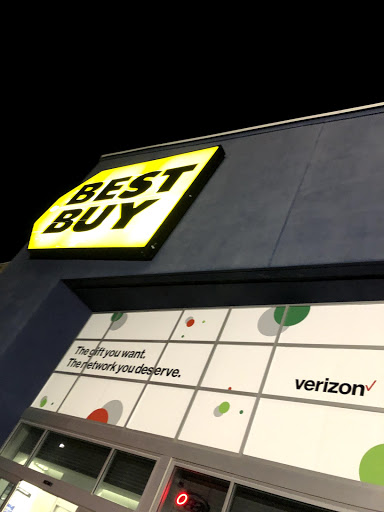 BEST
BUY
The gift you want.
The network you deserve.
verizon✓